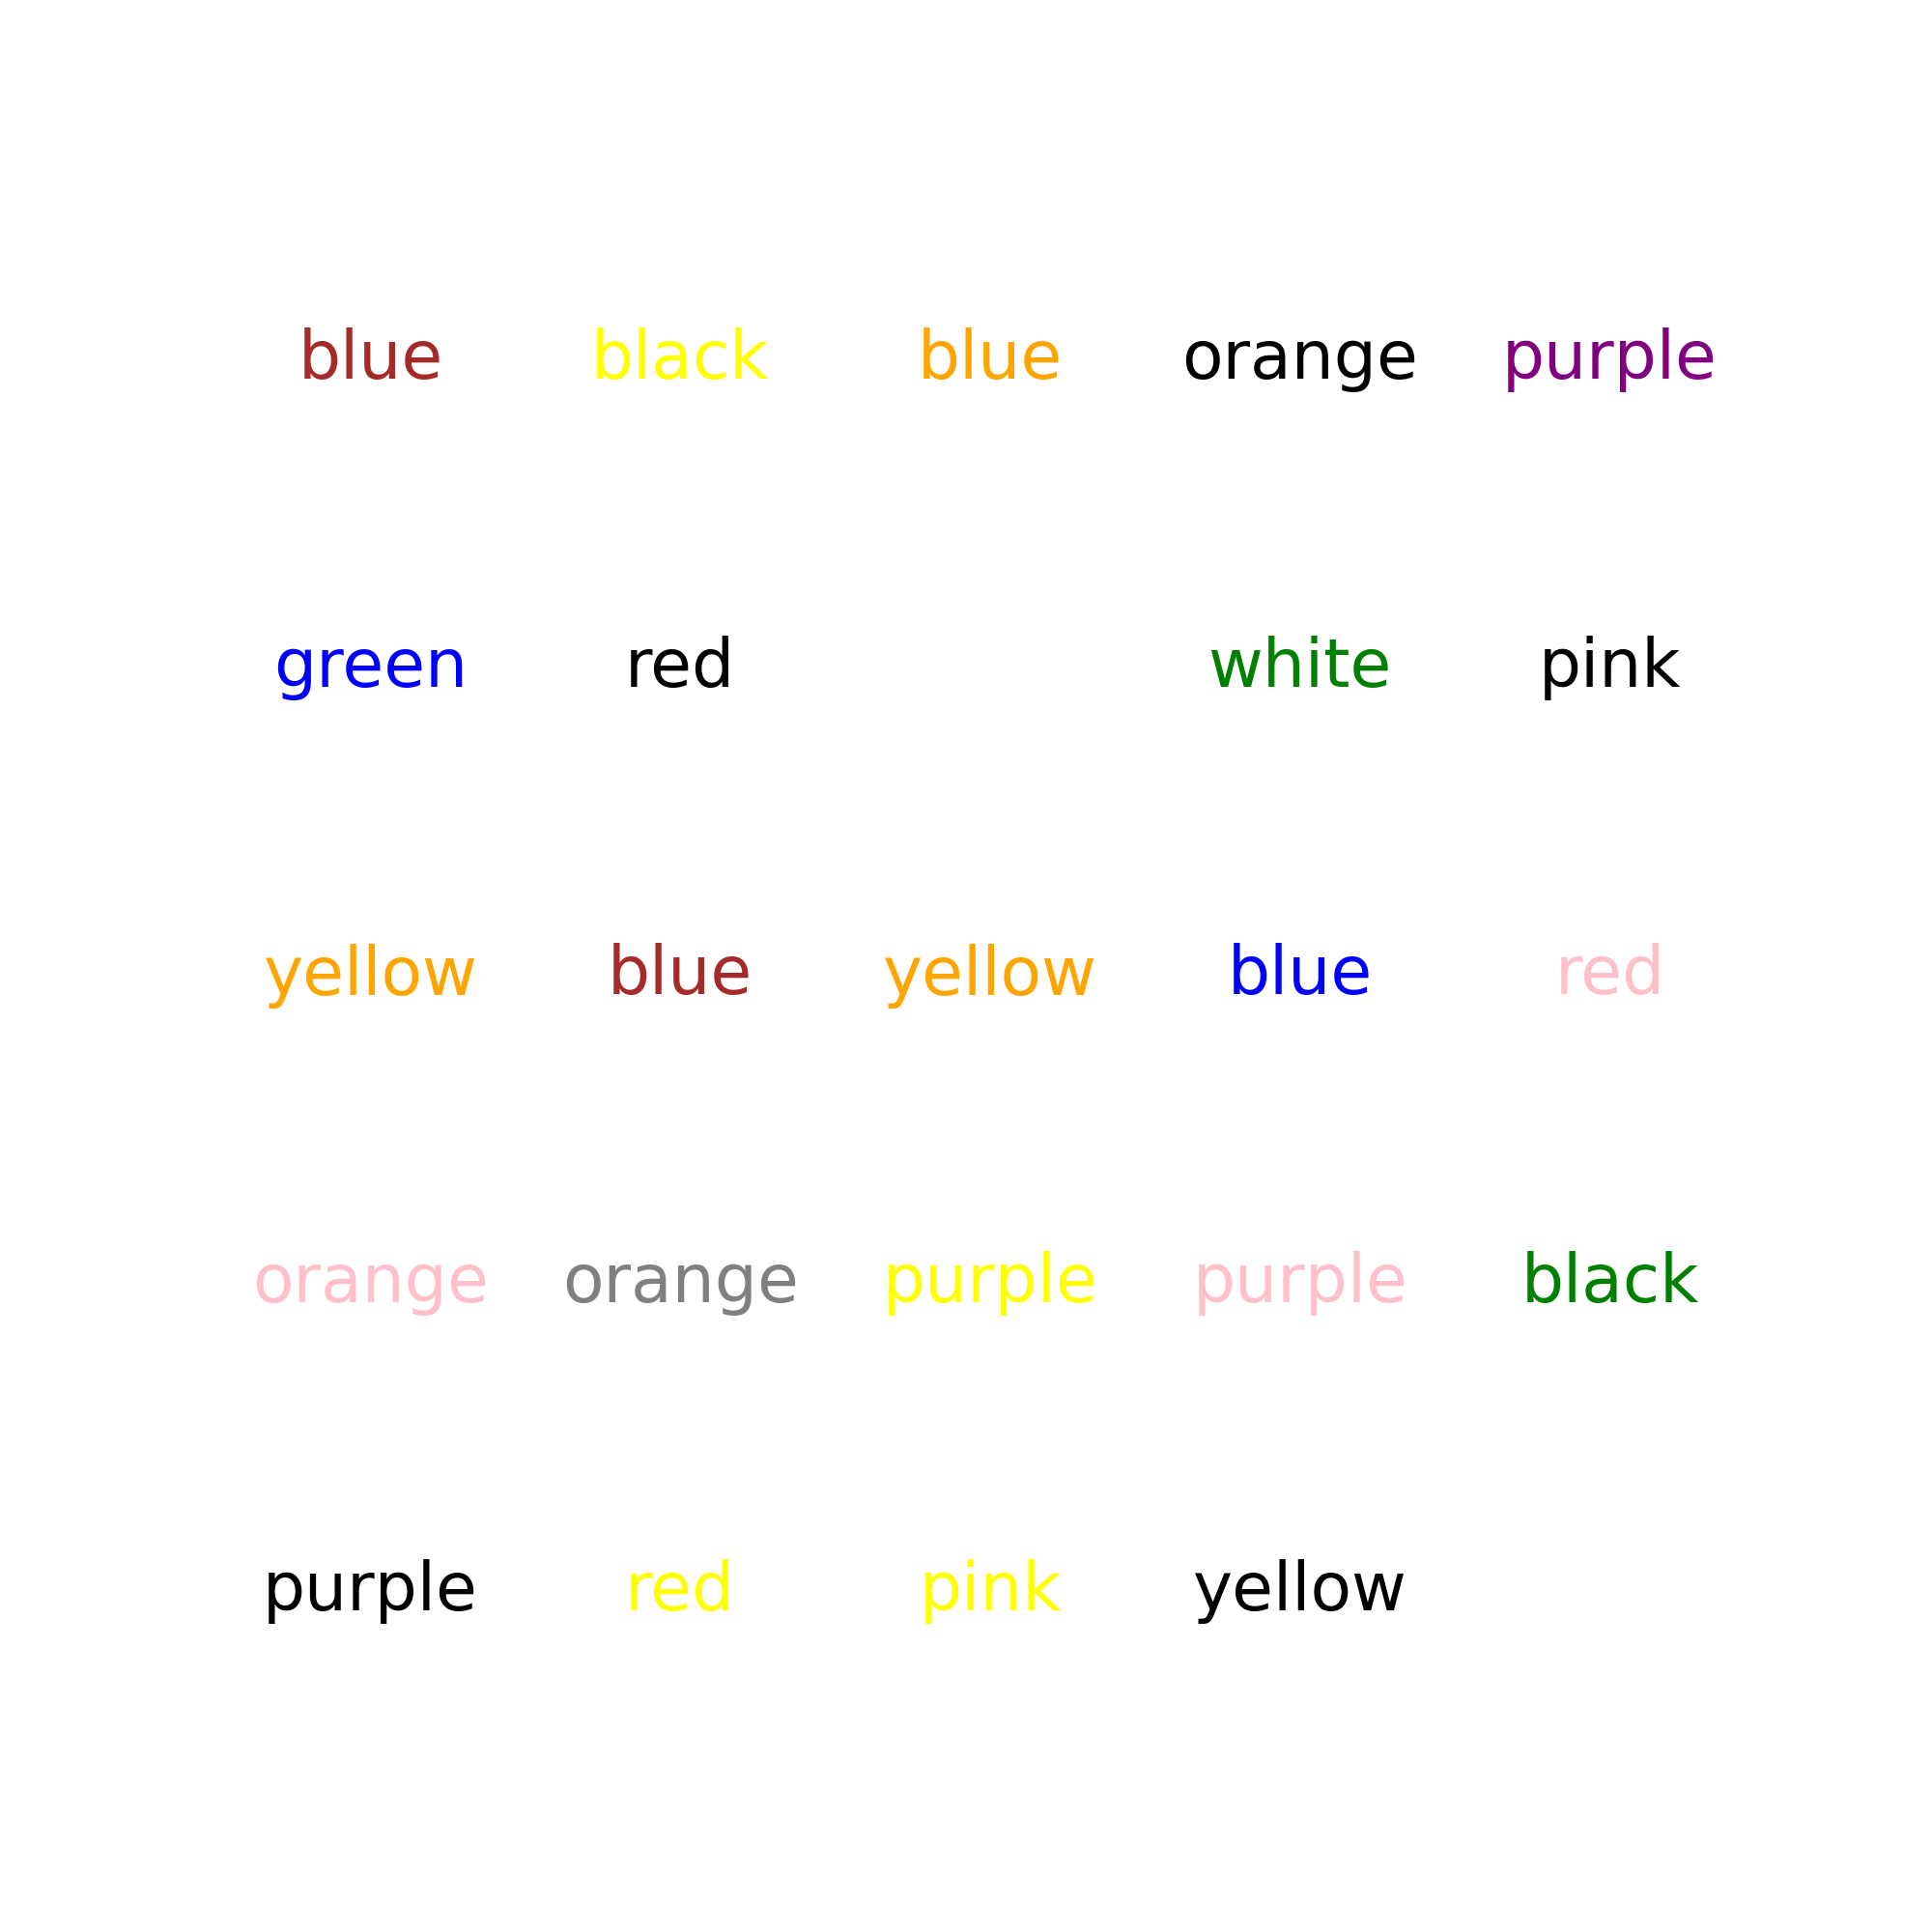 blue black blue orange purple
green red white pink
yellow blue yellow blue red
orange orange purple purple black
purple red pink yellow